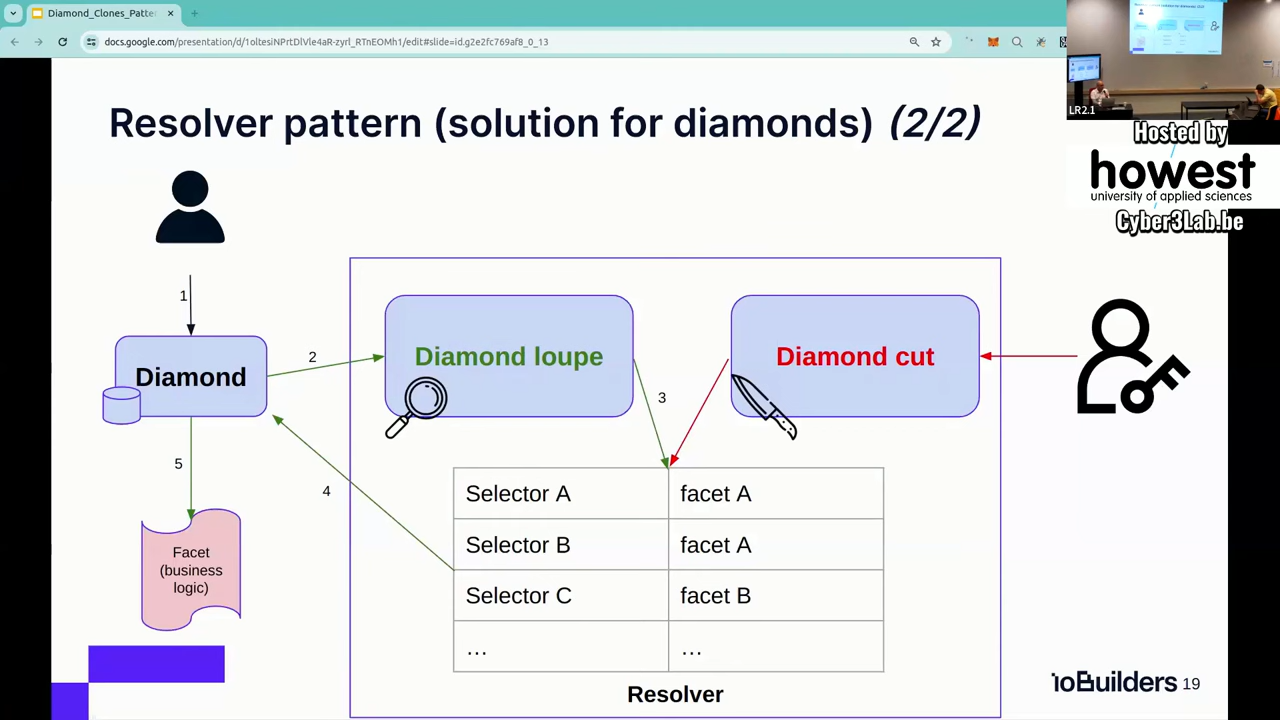 Diamond_Clones_Patte
docs.google.com/presentation/d/1oltesiNPrtDlVle4aR-zyrl_RTnEOMh1/edit#slide=id.g2e2fc769af8_0_13
LR2.1
Hosted by
howest
university of applied sciences
Cyber3Lab.be
Resolver pattern (solution for diamonds) (2/2)
1
Diamond
2
Diamond loupe
Diamond cut
3
4
5
Facet
(business
logic)
Selector A facet A
Selector B facet A
Selector C facet B
... ...
Resolver
ioBuilders 19